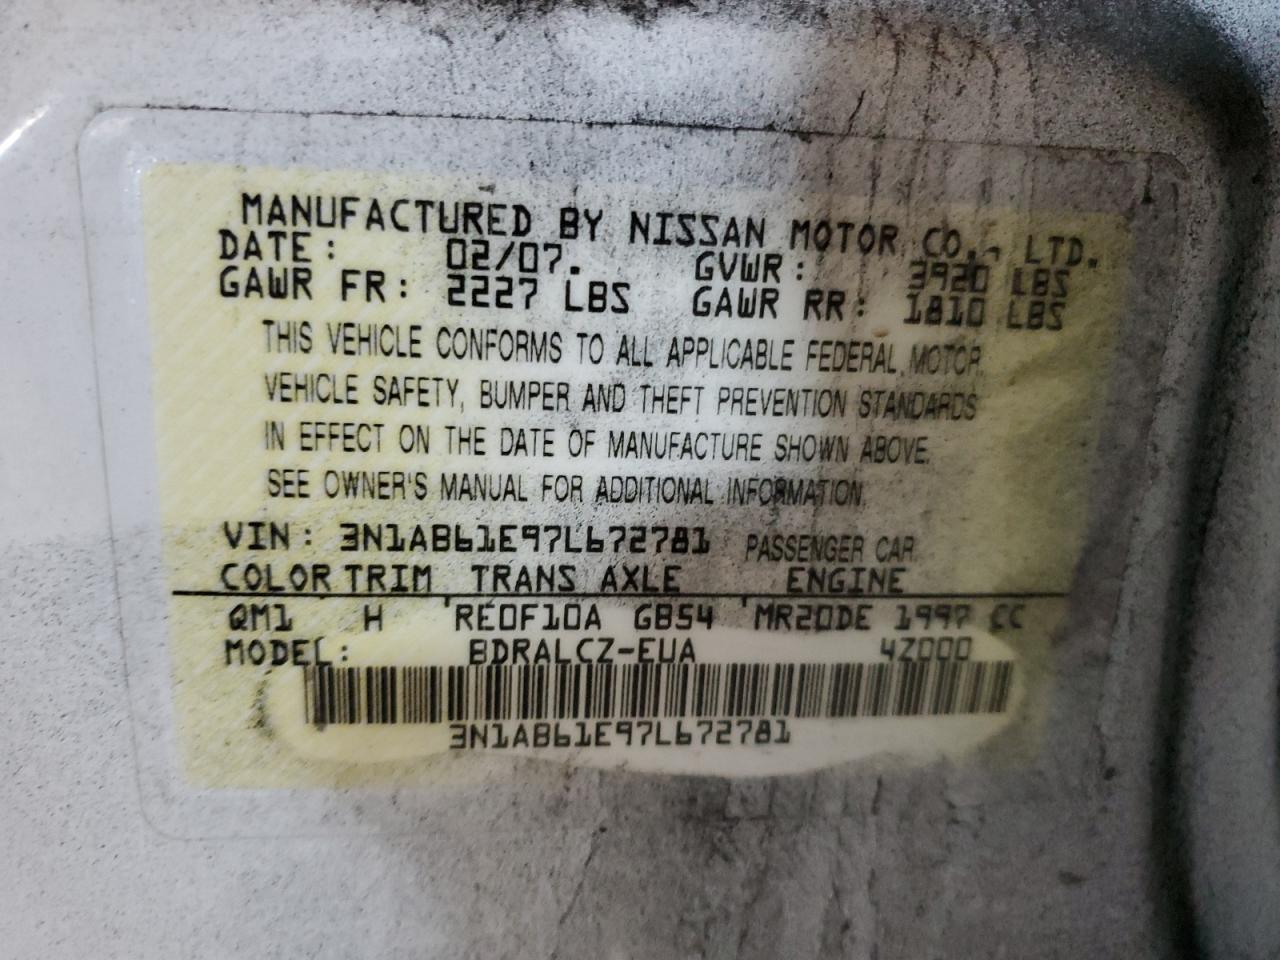 MANUFACTURED BY NISSAN MOTOR CO., LTD.
DATE: 02/07. GVWR: 3920 LBS
GAWR FR: 2227 LBS GAWR RR: 1810 LBS
THIS VEHICLE CONFORMS TO ALL APPLICABLE FEDERAL MOTOR
VEHICLE SAFETY, BUMPER AND THEFT PREVENTION STANDARDS
IN EFFECT ON THE DATE OF MANUFACTURE SHOWN ABOVE.
SEE OWNER'S MANUAL FOR ADDITIONAL INFORMATION.
VIN: 3N1AB61E97L672781 PASSENGER CAR
COLOR TRIM TRANS AXLE ENGINE
QM1 H RE0F10A GB54 MR20DE 1997 CC
MODEL: BDRALCZ-EUA 4Z000
3N1AB61E97L672781